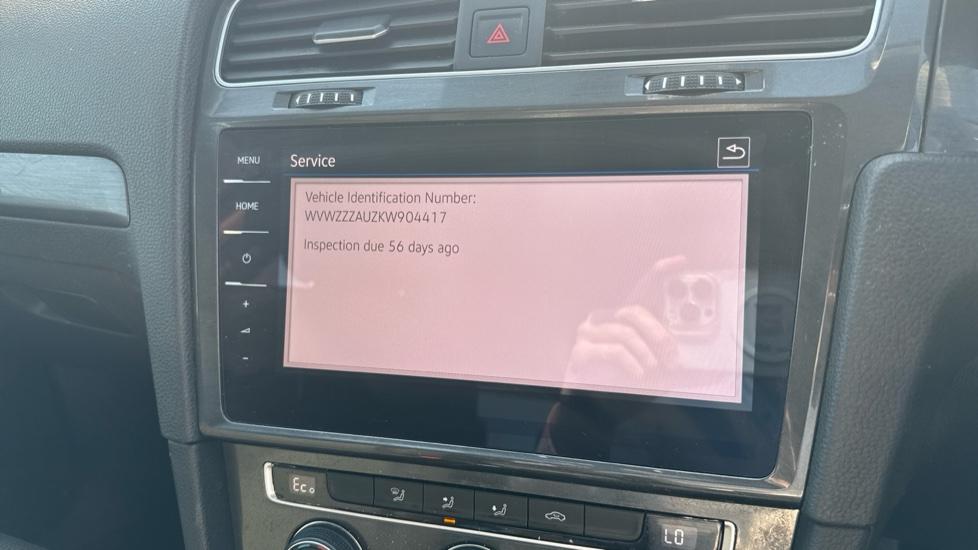 MENU
Service
HOME
Vehicle Identification Number:
WVWZZZAUZKW904417
Inspection due 56 days ago
+
-
Eco
LO